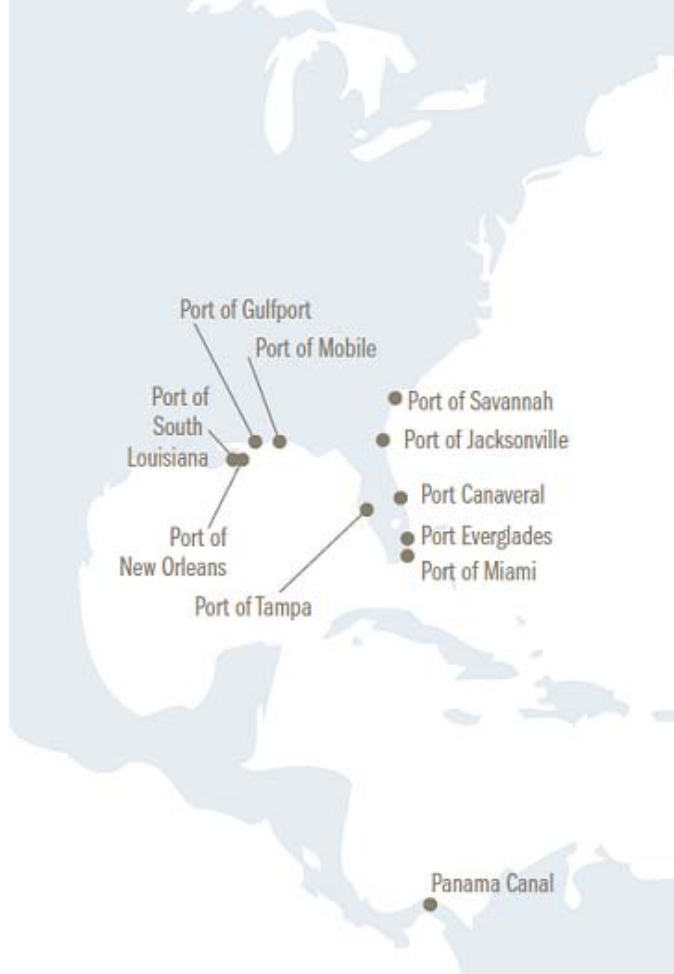 Port of Gulfport
Port of Mobile
Port of
South
Louisiana
Port of Savannah
Port of Jacksonville
Port Canaveral
Port of
New Orleans
Port Everglades
Port of Miami
Port of Tampa
Panama Canal